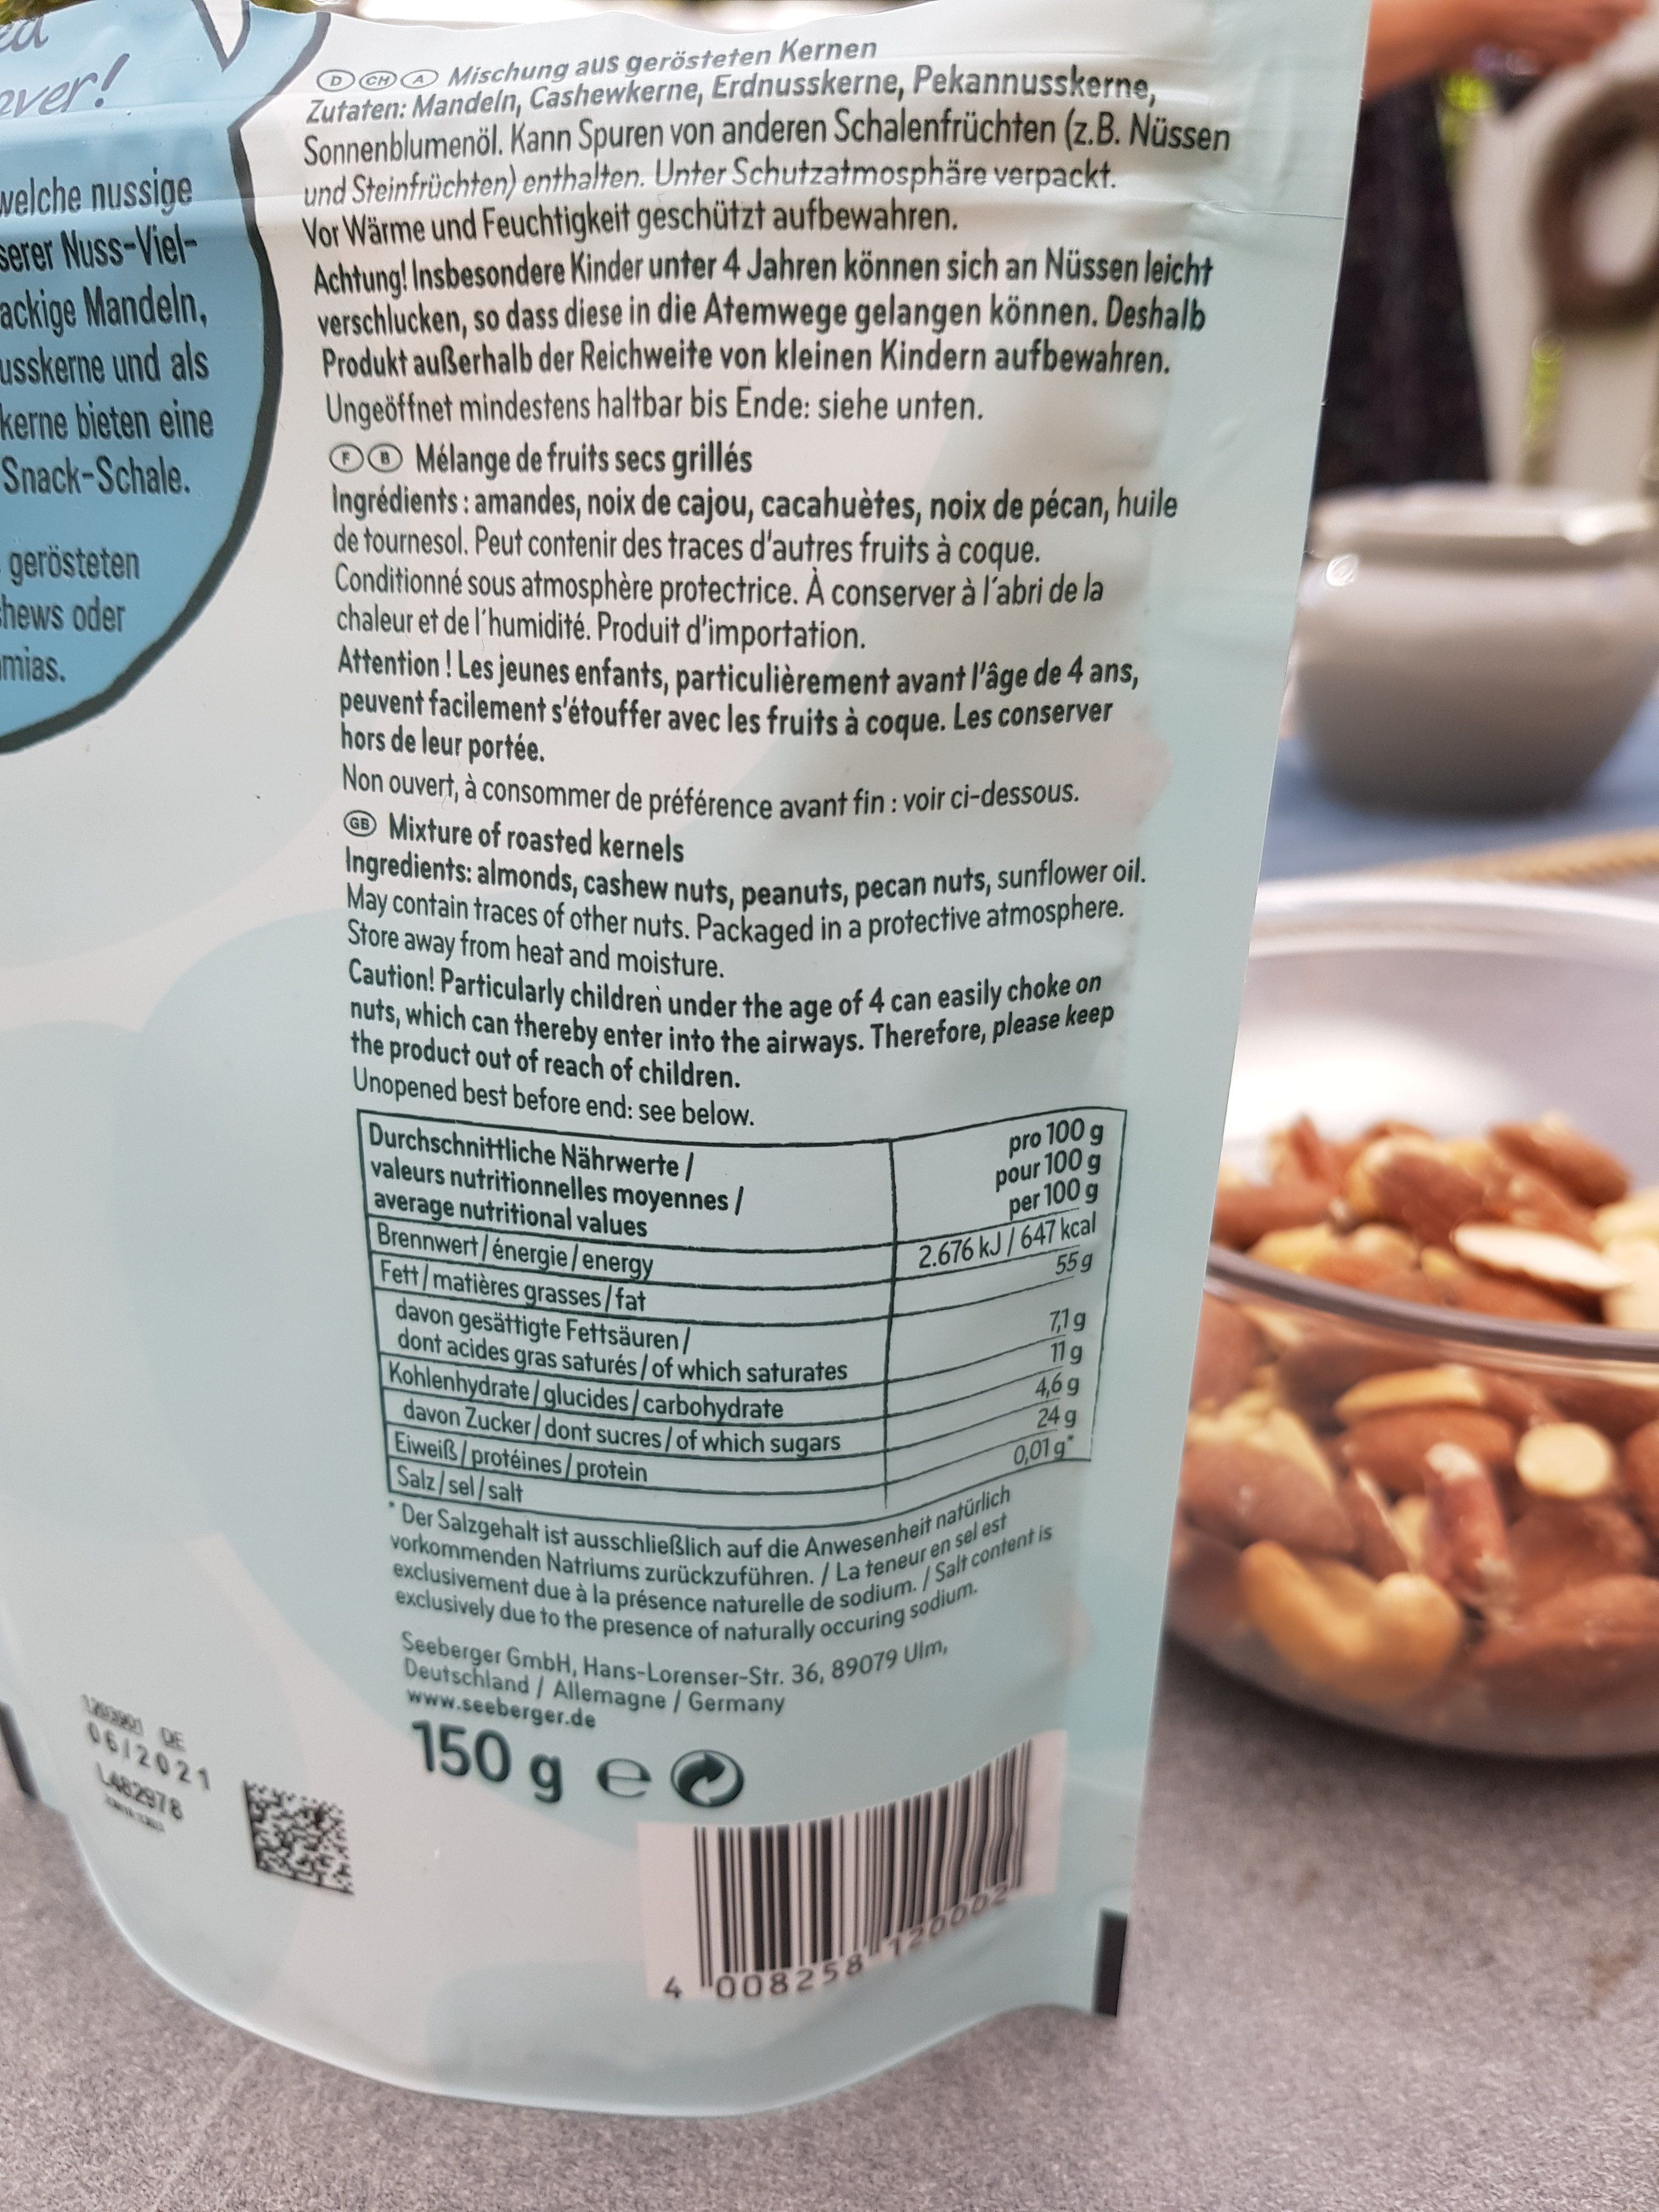 ver!
welche nussige
serer Nuss-Viel-
ackige Mandeln,
usskerne und als
kerne bieten eine
Snack-Schale.
gerösteten
hews oder
mias.
D CH A Mischung aus gerösteten Kernen
Zutaten: Mandeln, Cashewkerne, Erdnusskerne, Pekannusskerne,
Sonnenblumenöl. Kann Spuren von anderen Schalenfrüchten (z.B. Nüssen
und Steinfrüchten) enthalten. Unter Schutzatmosphäre verpackt.
Vor Wärme und Feuchtigkeit geschützt aufbewahren.
Achtung! Insbesondere Kinder unter 4 Jahren können sich an Nüssen leicht
verschlucken, so dass diese in die Atemwege gelangen können. Deshalb
Produkt außerhalb der Reichweite von kleinen Kindern aufbewahren.
Ungeöffnet mindestens haltbar bis Ende: siehe unten.
F B Mélange de fruits secs grillés
Ingrédients : amandes, noix de cajou, cacahuètes, noix de pécan, huile
de tournesol. Peut contenir des traces d'autres fruits à coque.
Conditionné sous atmosphère protectrice. À conserver à l'abri de la
chaleur et de l'humidité. Produit d'importation.
Attention ! Les jeunes enfants, particulièrement avant l'âge de 4 ans,
peuvent facilement s'étouffer avec les fruits à coque. Les conserver
hors de leur portée.
Non ouvert, à consommer de préférence avant fin : voir ci-dessous.
GB Mixture of roasted kernels
Ingredients: almonds, cashew nuts, peanuts, pecan nuts, sunflower oil.
May contain traces of other nuts. Packaged in a protective atmosphere.
Store away from heat and moisture.
Caution! Particularly children under the age of 4 can easily choke on
nuts, which can thereby enter into the airways. Therefore, please keep
the product out of reach of children.
Unopened best before end: see below.
Durchschnittliche Nährwerte / pro 100 g
valeurs nutritionnelles moyennes / pour 100 g
average nutritional values per 100 g
Brennwert / énergie / energy 2.676 kJ / 647 kcal
Fett / matières grasses / fat 55 g
davon gesättigte Fettsäuren /
dont acides gras saturés / of which saturates 7,1 g
Kohlenhydrate / glucides / carbohydrate 11 g
davon Zucker / dont sucres / of which sugars 4,6 g
Eiweiß / protéines / protein 24 g
Salz / sel / salt 0,01 g*
* Der Salzgehalt ist ausschließlich auf die Anwesenheit natürlich
vorkommenden Natriums zurückzuführen. / La teneur en sel est
exclusivement due à la présence naturelle de sodium. / Salt content is
exclusively due to the presence of naturally occuring sodium.
Seeberger GmbH, Hans-Lorenser-Str. 36, 89079 Ulm,
Deutschland / Allemagne / Germany
www.seeberger.de
150 g e
DE
06/2021
L482978
4 008258 120002